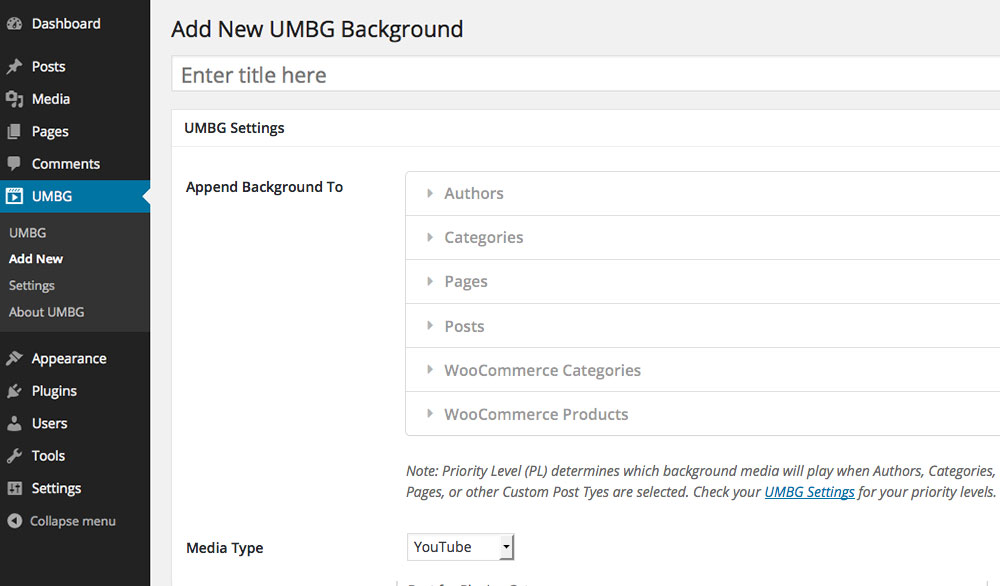 Dashboard
Posts
Media
Pages
Comments
UMBG
UMBG
Add New
Settings
About UMBG
Appearance
Plugins
Users
Tools
Settings
Collapse menu
Add New UMBG Background
Enter title here
UMBG Settings
Append Background To
Authors
Categories
Pages
Posts
WooCommerce Categories
WooCommerce Products
Note: Priority Level (PL) determines which background media will play when Authors, Categories,
Pages, or other Custom Post Tyes are selected. Check your UMBG Settings for your priority levels.
Media Type
YouTube